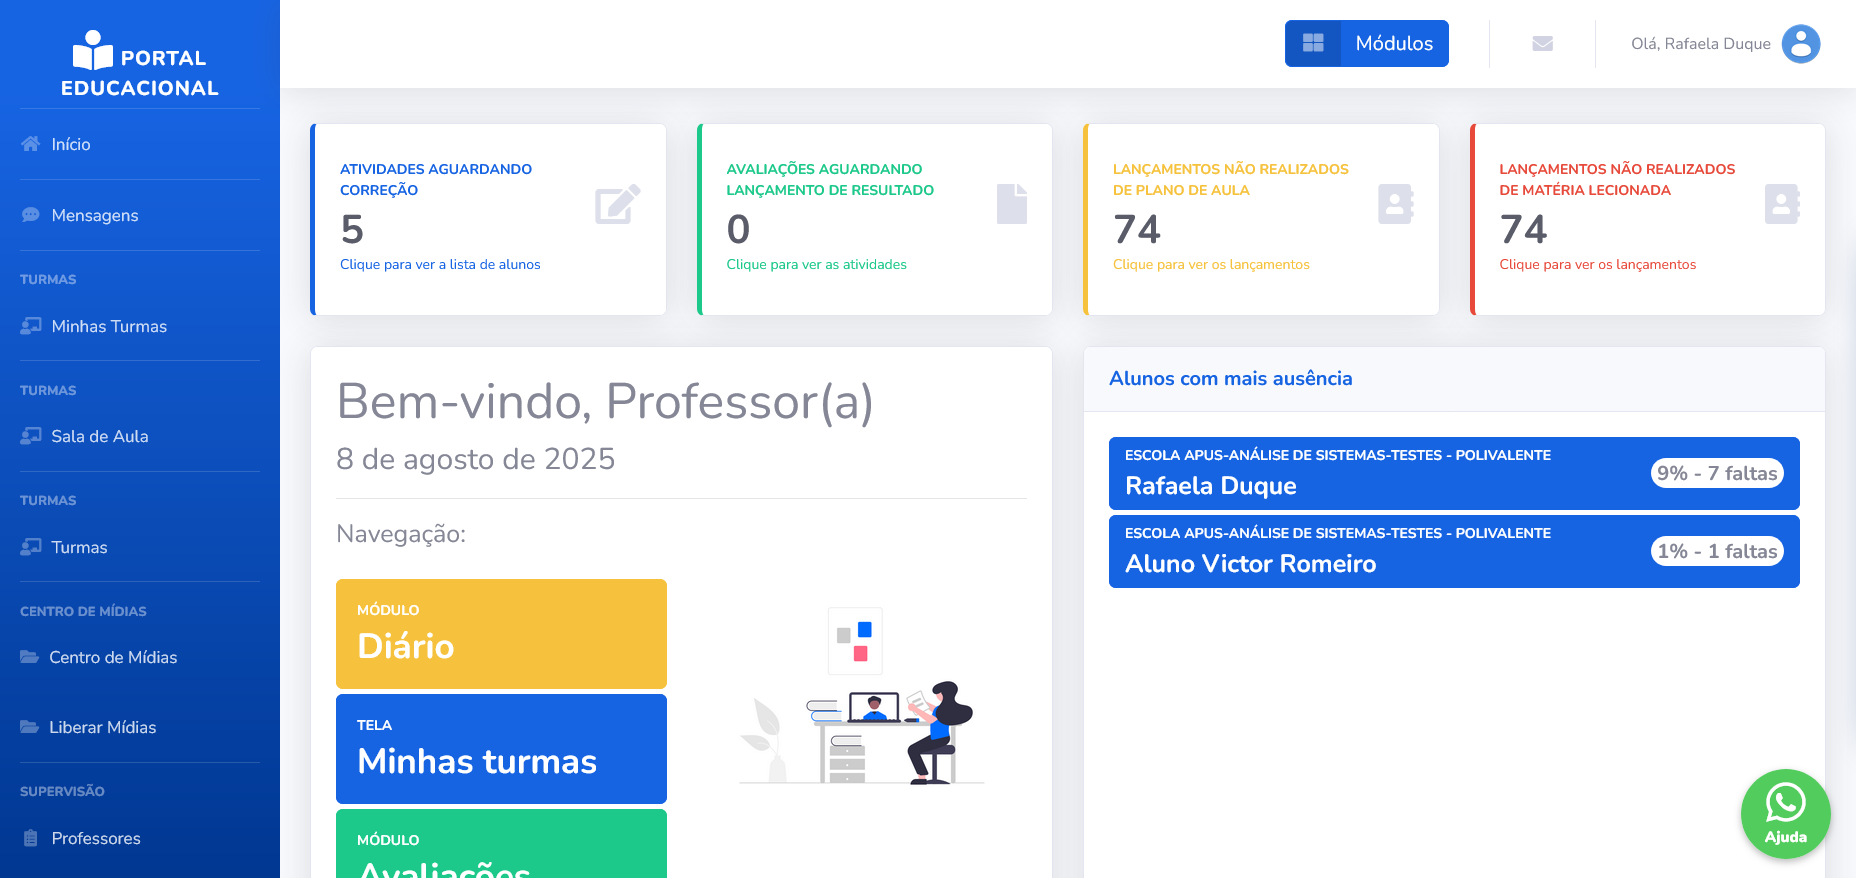 PORTAL
EDUCACIONAL
Início
Mensagens
TURMAS
Minhas Turmas
TURMAS
Sala de Aula
TURMAS
Turmas
CENTRO DE MÍDIAS
Centro de Mídias
Liberar Mídias
SUPERVISÃO
Professores
Módulos
Olá, Rafaela Duque
ATIVIDADES AGUARDANDO
CORREÇÃO
5
Clique para ver a lista de alunos
AVALIAÇÕES AGUARDANDO
LANÇAMENTO DE RESULTADO
0
Clique para ver as atividades
LANÇAMENTOS NÃO REALIZADOS
DE PLANO DE AULA
74
Clique para ver os lançamentos
LANÇAMENTOS NÃO REALIZADOS
DE MATÉRIA LECIONADA
74
Clique para ver os lançamentos
Bem-vindo, Professor(a)
8 de agosto de 2025
Navegação:
MÓDULO
Diário
TELA
Minhas turmas
MÓDULO
Avaliações
Alunos com mais ausência
ESCOLA APUS-ANÁLISE DE SISTEMAS-TESTES - POLIVALENTE
Rafaela Duque
9% - 7 faltas
ESCOLA APUS-ANÁLISE DE SISTEMAS-TESTES - POLIVALENTE
Aluno Victor Romeiro
1% - 1 faltas
Ajuda